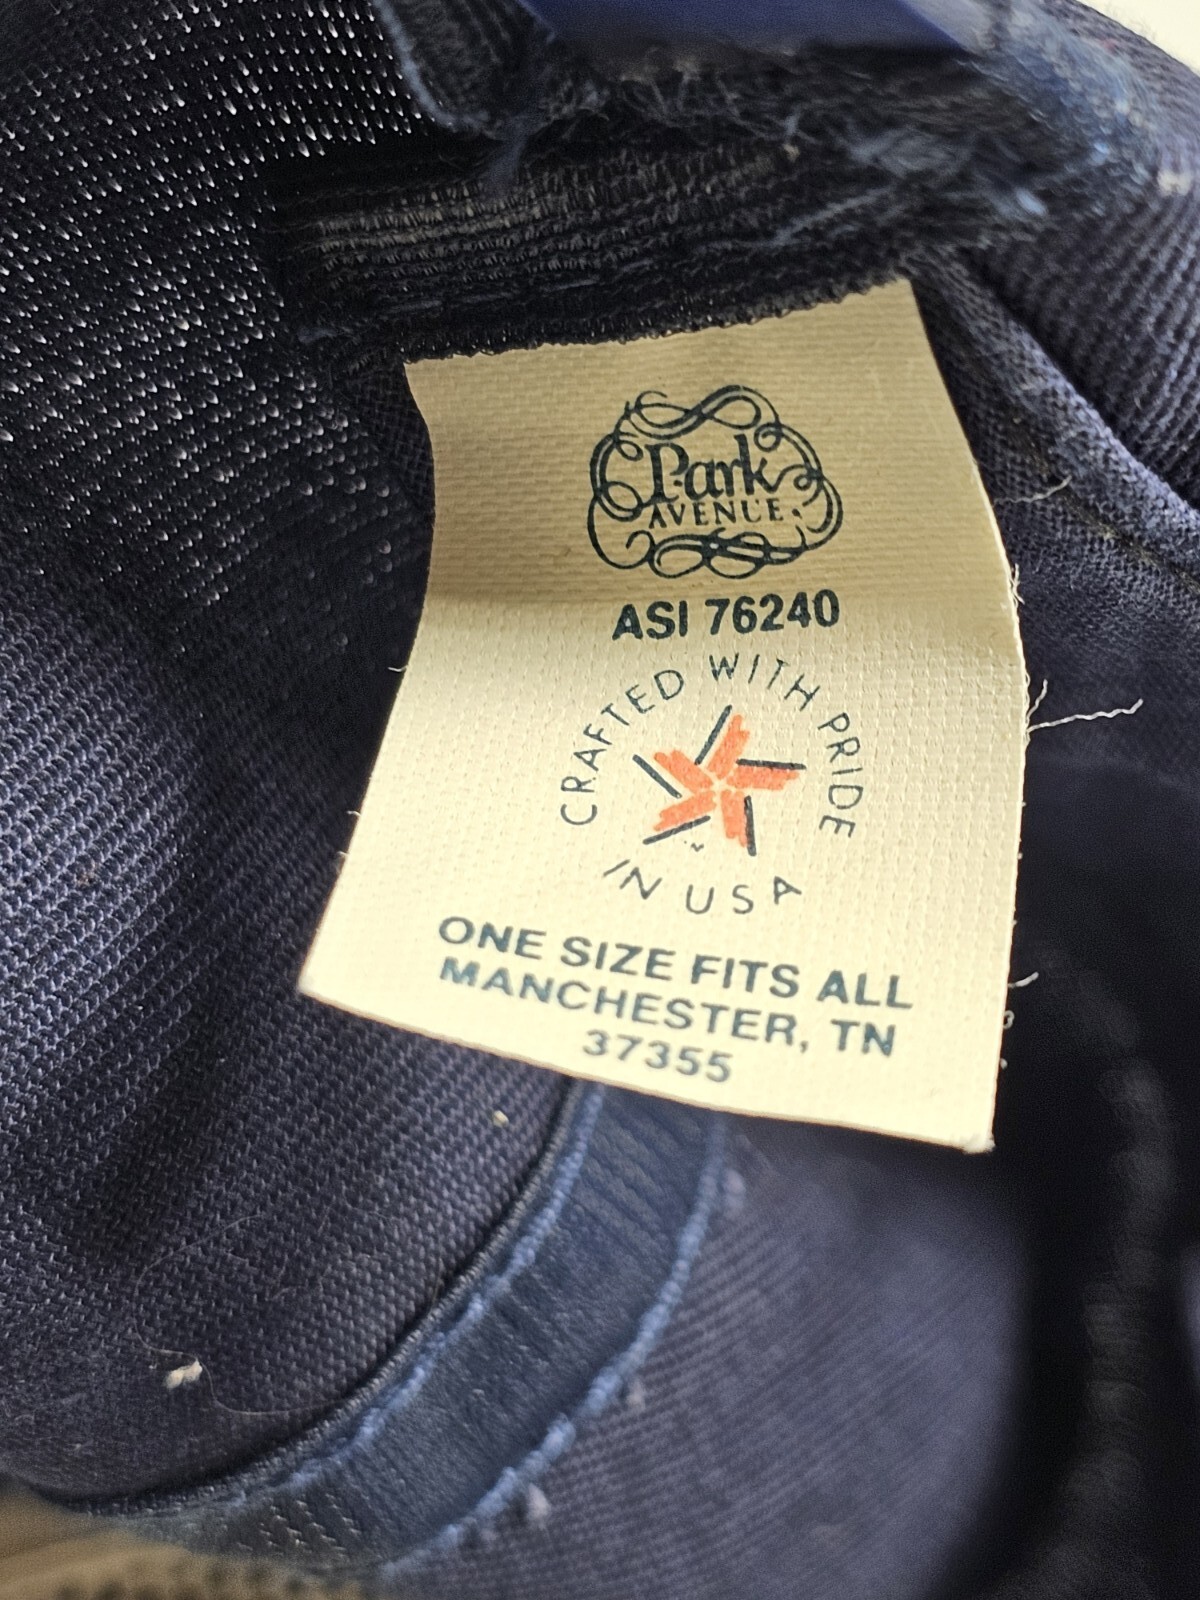 Park
AVENUE
ASI 76240
CRAFTED WITH PRIDE
IN USA
ONE SIZE FITS ALL
MANCHESTER, TN
37355